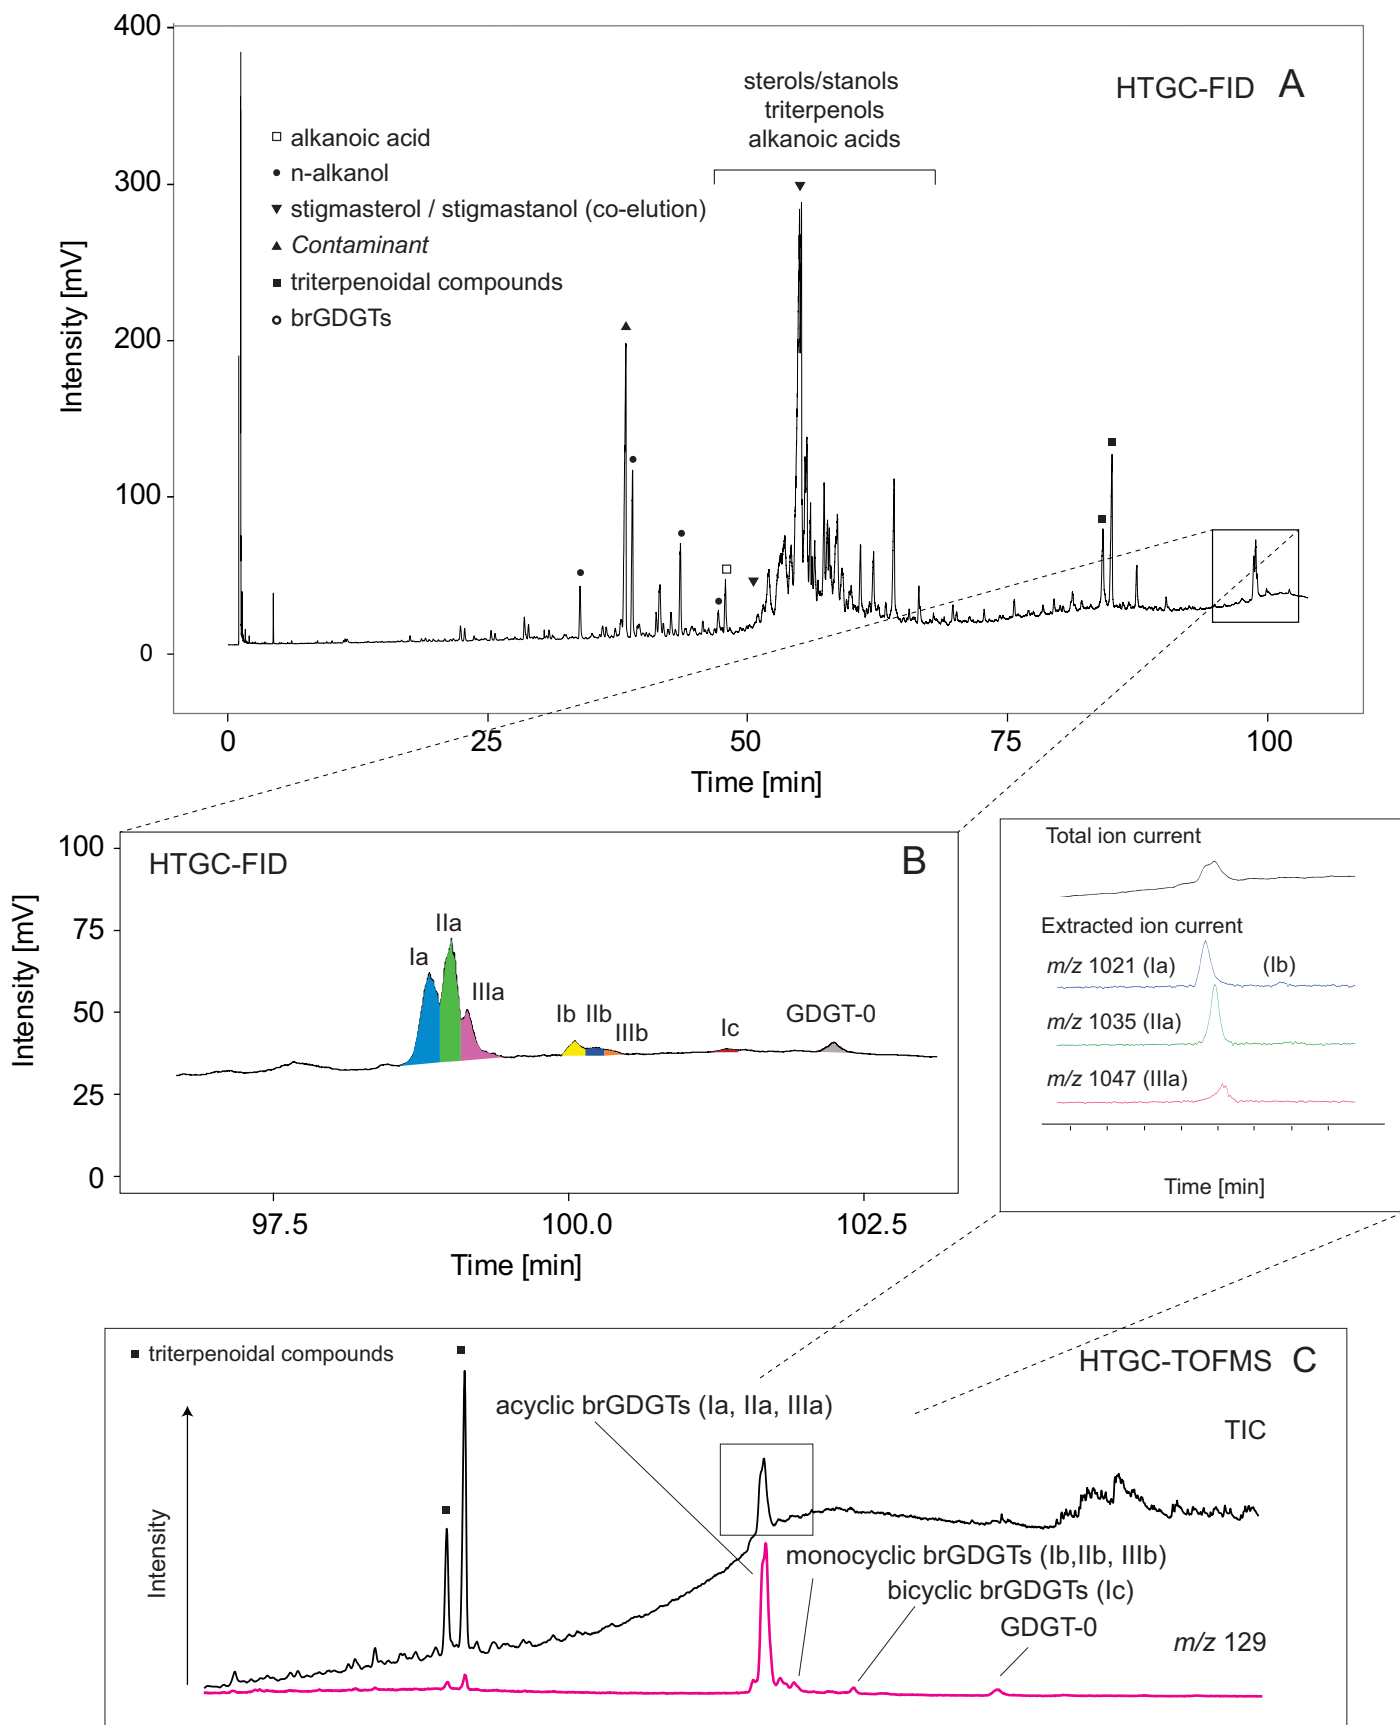 HTGC-FID A
sterols/stanols
triterpenols
alkanoic acids
alkanoic acid
n-alkanol
stigmasterol / stigmastanol (co-elution)
Contaminant
triterpenoidal compounds
brGDGTs
Intensity [mV]
400
300
200
100
0
0 25 50 75 100
Time [min]
HTGC-FID B
Intensity [mV]
100
75
50
25
0
Ia IIa IIIa Ib IIb IIIb Ic GDGT-0
97.5 100.0 102.5
Time [min]
Total ion current
Extracted ion current
m/z 1021 (Ia) (Ib)
m/z 1035 (IIa)
m/z 1047 (IIIa)
Time [min]
triterpenoidal compounds
HTGC-TOFMS C
acyclic brGDGTs (Ia, IIa, IIIa)
TIC
Intensity
monocyclic brGDGTs (Ib,IIb, IIIb)
bicyclic brGDGTs (Ic)
GDGT-0
m/z 129